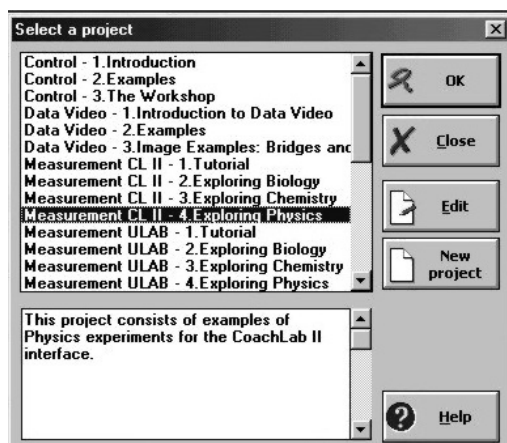 Select a project
Control - 1.Introduction
Control - 2.Examples
Control - 3.The Workshop
Data Video - 1.Introduction to Data Video
Data Video - 2.Examples
Data Video - 3.Image Examples: Bridges and
Measurement CL II - 1.Tutorial
Measurement CL II - 2.Exploring Biology
Measurement CL II - 3.Exploring Chemistry
Measurement CL II - 4.Exploring Physics
Measurement ULAB - 1.Tutorial
Measurement ULAB - 2.Exploring Biology
Measurement ULAB - 3.Exploring Chemistry
Measurement ULAB - 4.Exploring Physics
This project consists of examples of
Physics experiments for the CoachLab II
interface.
OK
Close
Edit
New
project
Help